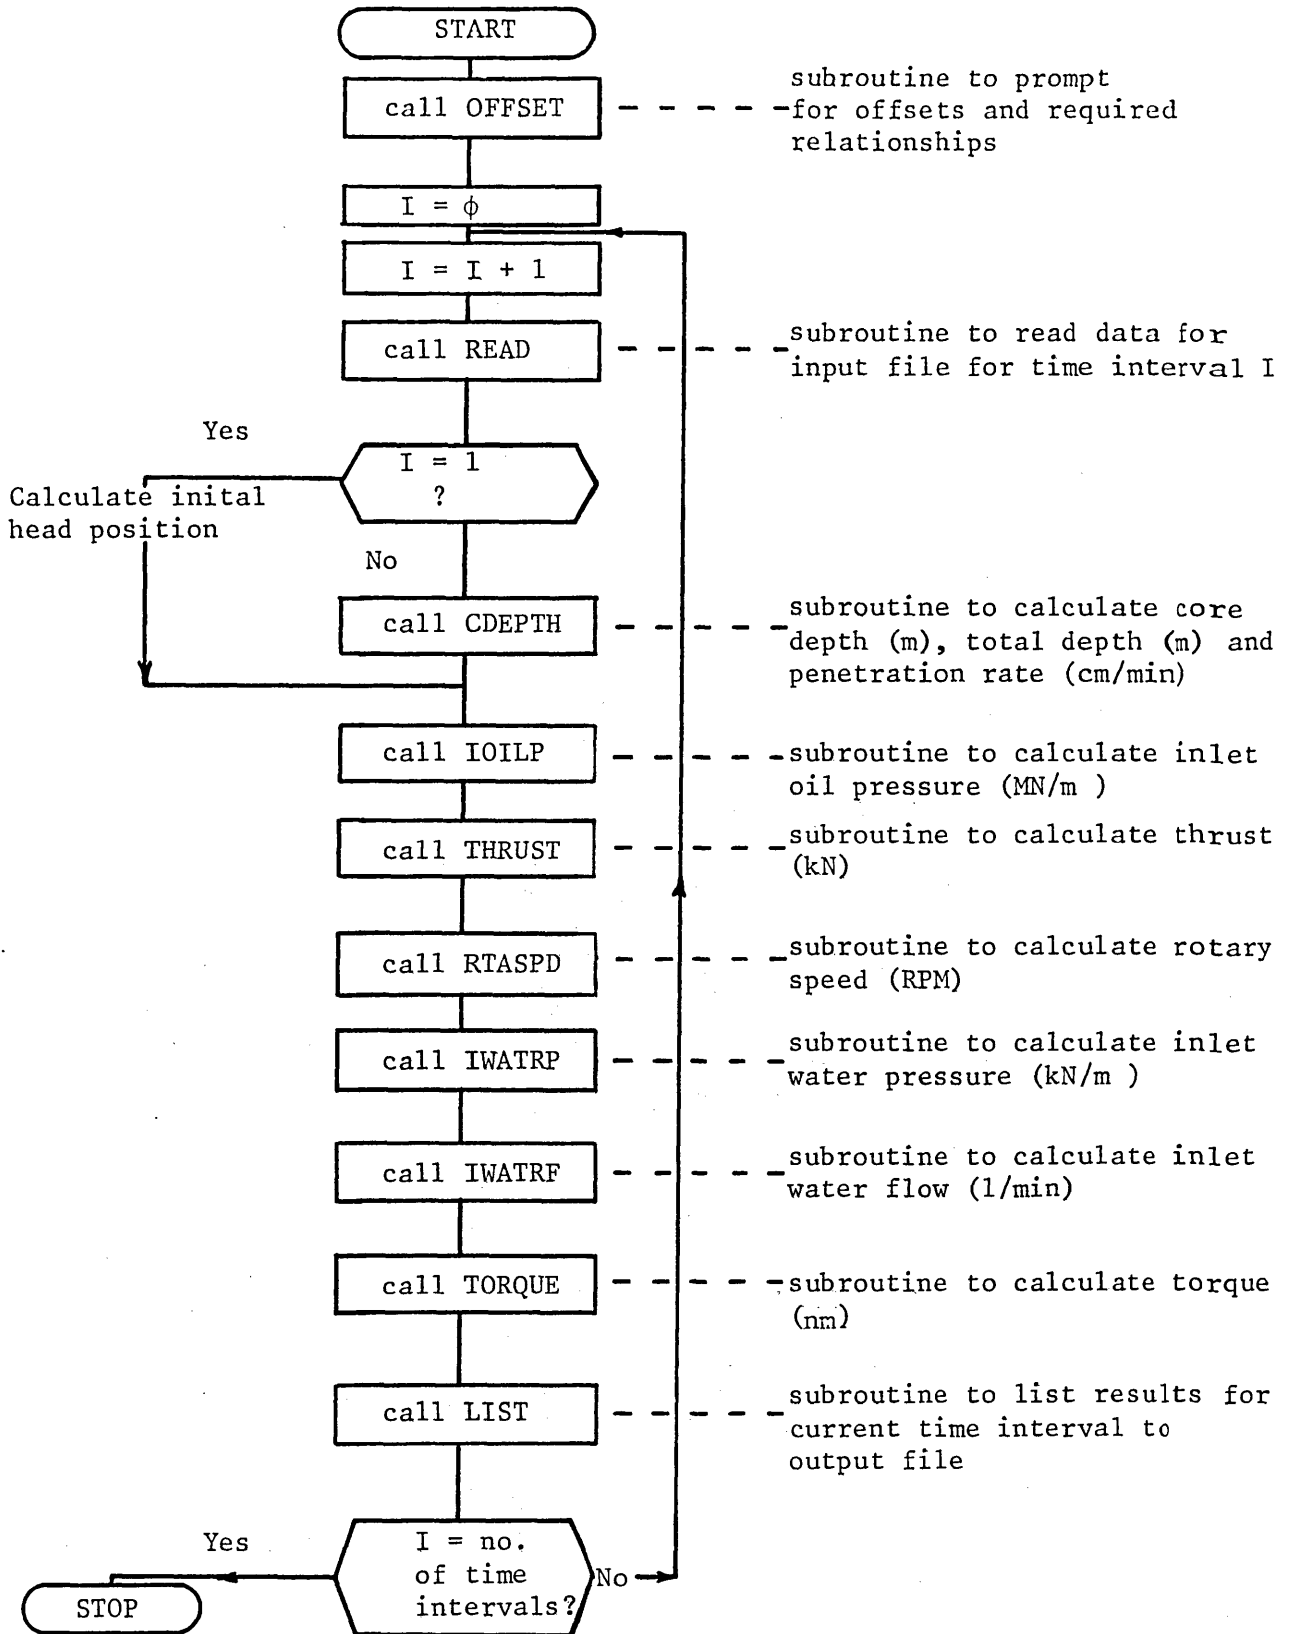 START
call OFFSET
subroutine to prompt
for offsets and required
relationships
I = ϕ
I = I + 1
call READ
subroutine to read data for
input file for time interval I
Yes
I = 1
?
Calculate inital
head position
No
call CDEPTH
subroutine to calculate core
depth (m), total depth (m) and
penetration rate (cm/min)
call IOILP
subroutine to calculate inlet
oil pressure (MN/m )
call THRUST
subroutine to calculate thrust
(kN)
call RTASPD
subroutine to calculate rotary
speed (RPM)
call IWATRP
subroutine to calculate inlet
water pressure (kN/m )
call IWATRF
subroutine to calculate inlet
water flow (l/min)
call TORQUE
subroutine to calculate torque
(nm)
call LIST
subroutine to list results for
current time interval to
output file
Yes
I = no.
of time
intervals?
No
STOP